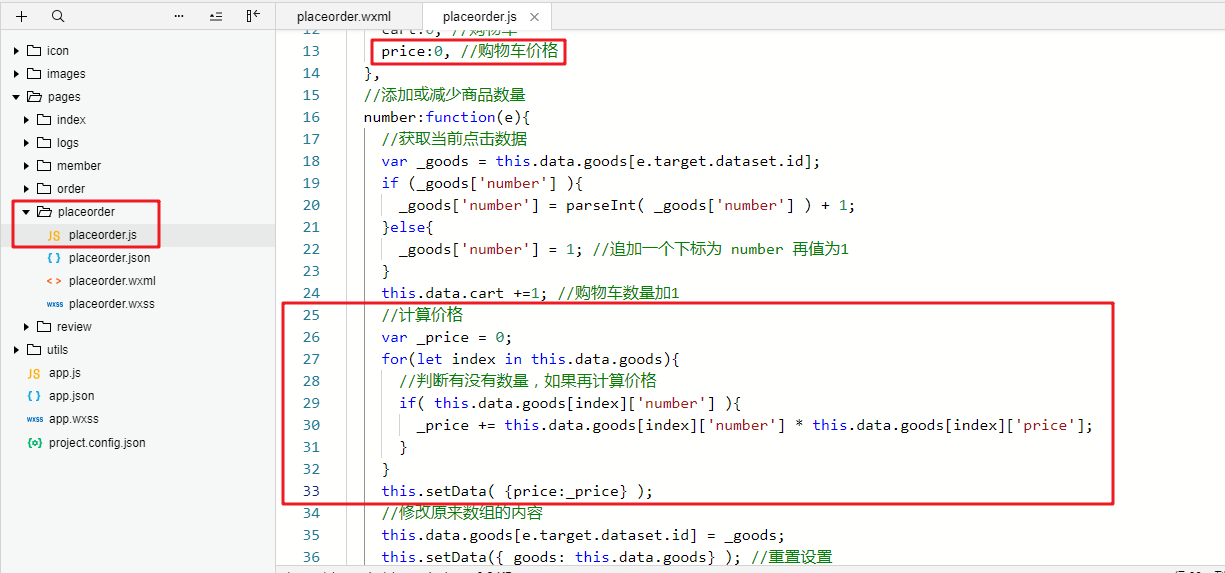 placeorder.wxml
placeorder.js
icon
images
pages
index
logs
member
order
placeorder
JS placeorder.js
{ } placeorder.json
< > placeorder.wxml
wxss placeorder.wxss
review
utils
JS app.js
{ } app.json
wxss app.wxss
{o} project.config.json
12 cart:0, //购物车
13 price:0, //购物车价格
14 },
15 //添加或减少商品数量
16 number:function(e){
17 //获取当前点击数据
18 var _goods = this.data.goods[e.target.dataset.id];
19 if (_goods['number'] ){
20 _goods['number'] = parseInt( _goods['number'] ) + 1;
21 }else{
22 _goods['number'] = 1; //追加一个下标为 number 再值为1
23 }
24 this.data.cart +=1; //购物车数量加1
25 //计算价格
26 var _price = 0;
27 for(let index in this.data.goods){
28 //判断有没有数量，如果再计算价格
29 if( this.data.goods[index]['number'] ){
30 _price += this.data.goods[index]['number'] * this.data.goods[index]['price'];
31 }
32 }
33 this.setData( {price:_price} );
34 //修改原来数组的内容
35 this.data.goods[e.target.dataset.id] = _goods;
36 this.setData({ goods: this.data.goods} ); //重置设置